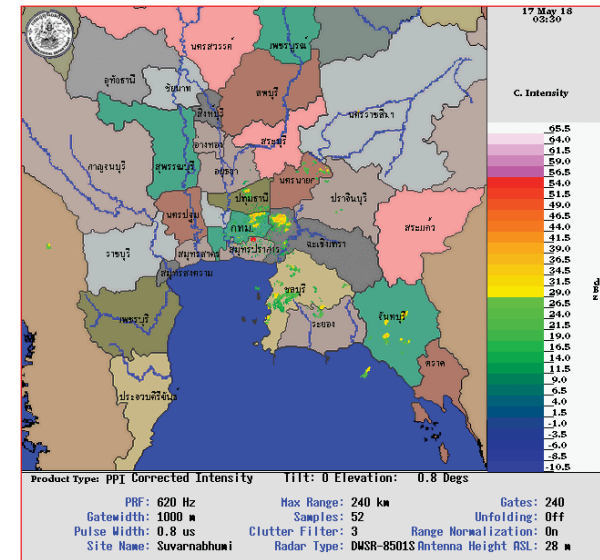 17 May 16
03:30
C. Intensity
นครสวรรค์
เพชรบูรณ์
อุทัยธานี
ชัยนาท
ลพบุรี
สิงหบุรี
นครราชสีมา
สระบุรี
อ่างทอง
กาญจนบุรี
สุพรรณบุรี
อยุธยา
นครนายก
ปทุมธานี
ปราจีนบุรี
นครปฐม
กทม.
สระแก้ว
ราชบุรี
สมุทรสาคร
สมุทรปราการ
ฉะเชิงเทรา
สมุทรสงคราม
ชลบุรี
เพชรบุรี
ระยอง
จันทบุรี
ตราด
ประจวบคีรีขันธ์
65.5
64.0
61.5
59.0
56.5
54.0
51.5
49.0
46.5
44.0
41.5
39.0
36.5
34.5
31.5
29.0
26.5
24.0
21.5
19.0
16.5
14.0
11.5
9.0
6.5
4.0
1.5
-1.0
-3.5
-6.0
-8.5
-10.5
Product Type: PPI Corrected Intensity Tilt: 0 Elevation: 0.8 Degs
PRF: 620 Hz Max Range: 240 km Gates: 240
Gatewidth: 1000 m Samples: 52 Unfolding: Off
Pulse Width: 0.8 us Clutter Filter: 3 Range Normalization: On
Site Name: Suvarnabhumi Radar Type: DWSR-8501S Antenna Height ASL: 28 m